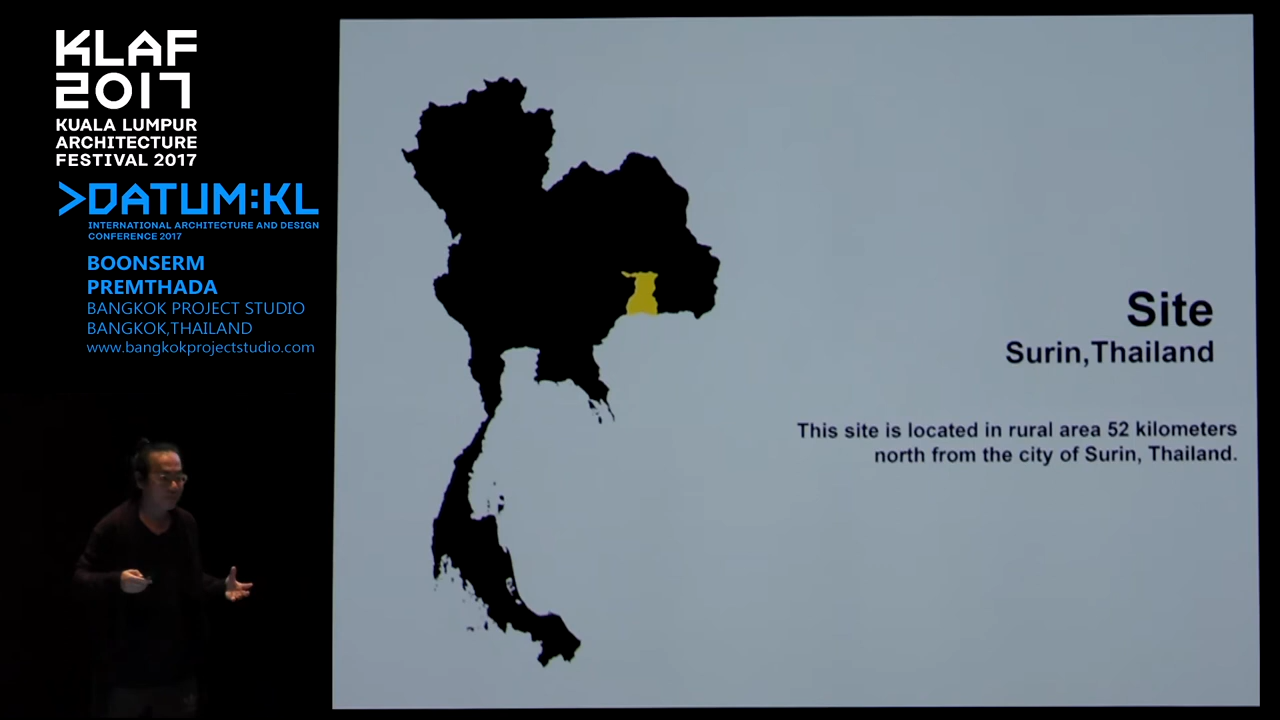 KLAF
2017
KUALA LUMPUR
ARCHITECTURE
FESTIVAL 2017
>DATUM:KL
INTERNATIONAL ARCHITECTURE AND DESIGN
CONFERENCE 2017
BOONSERM
PREMTHADA
BANGKOK PROJECT STUDIO
BANGKOK,THAILAND
www.bangkokprojectstudio.com
Site
Surin,Thailand
This site is located in rural area 52 kilometers
north from the city of Surin, Thailand.